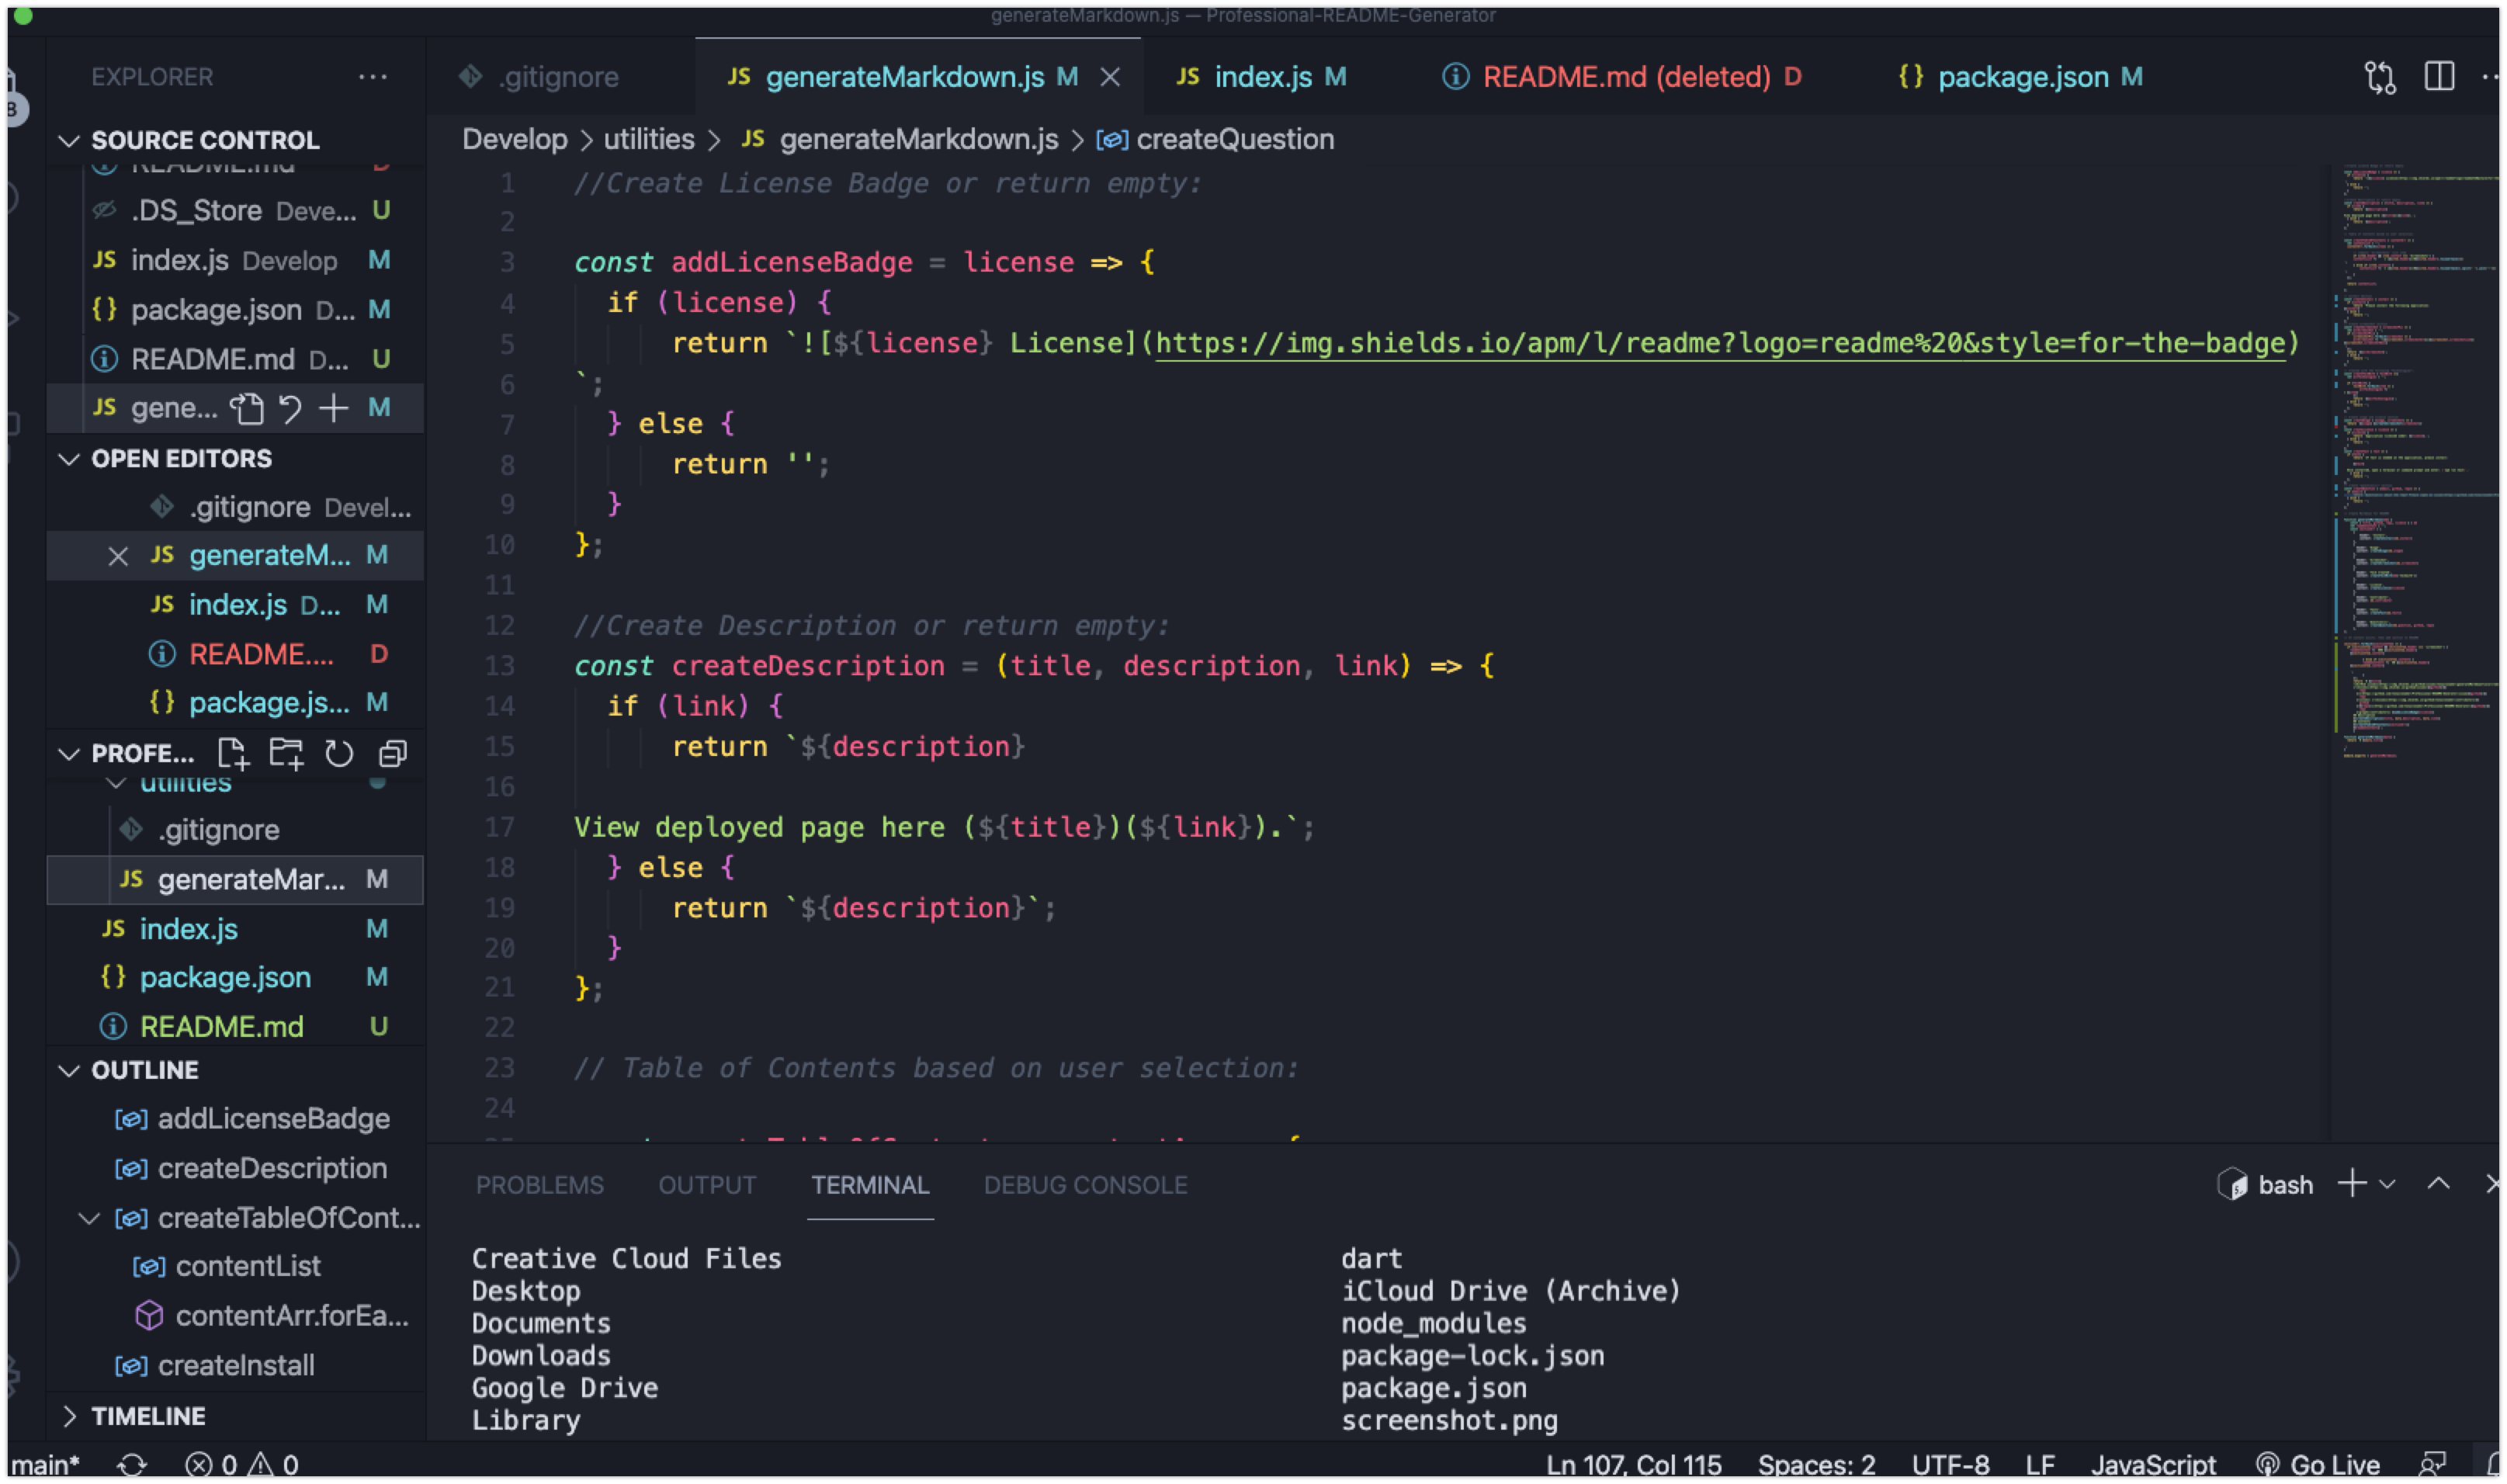 generateMarkdown.js — Professional-README-Generator
EXPLORER ...
3
SOURCE CONTROL
README.md D
.DS_Store Deve... U
JS index.js Develop M
{} package.json D... M
README.md D... U
JS gene... M
OPEN EDITORS
.gitignore Devel...
JS generateM... M
JS index.js D... M
README.... D
{} package.js... M
PROFE...
utilities
.gitignore
JS generateMar... M
JS index.js M
{} package.json M
README.md U
OUTLINE
addLicenseBadge
createDescription
createTableOfCont...
contentList
contentArr.forEa...
createInstall
TIMELINE
.gitignore
JS generateMarkdown.js M
JS index.js M
README.md (deleted) D
{} package.json M
Develop > utilities > JS generateMarkdown.js > createQuestion
1 //Create License Badge or return empty:
2
3 const addLicenseBadge = license => {
4 if (license) {
5 return `![${license} License](https://img.shields.io/apm/l/readme?logo=readme%20&style=for-the-badge)
6 `;
7 } else {
8 return '';
9 }
10 };
11
12 //Create Description or return empty:
13 const createDescription = (title, description, link) => {
14 if (link) {
15 return `${description}
16
17 View deployed page here (${title})(${link}).`;
18 } else {
19 return `${description}`;
20 }
21 };
22
23 // Table of Contents based on user selection:
24
PROBLEMS OUTPUT TERMINAL DEBUG CONSOLE
bash
Creative Cloud Files dart
Desktop iCloud Drive (Archive)
Documents node_modules
Downloads package-lock.json
Google Drive package.json
Library screenshot.png
main* 0 0 Ln 107, Col 115 Spaces: 2 UTF-8 LF JavaScript Go Live